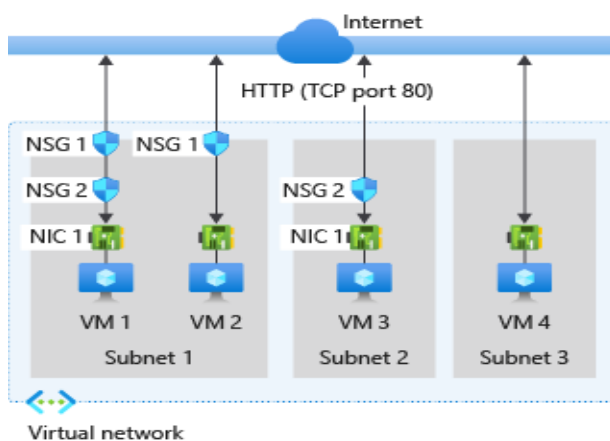 Internet
HTTP (TCP port 80)
NSG 1
NSG 1
NSG 2
NSG 2
NIC 1
NIC 1
VM 1
VM 2
VM 3
VM 4
Subnet 1
Subnet 2
Subnet 3
Virtual network